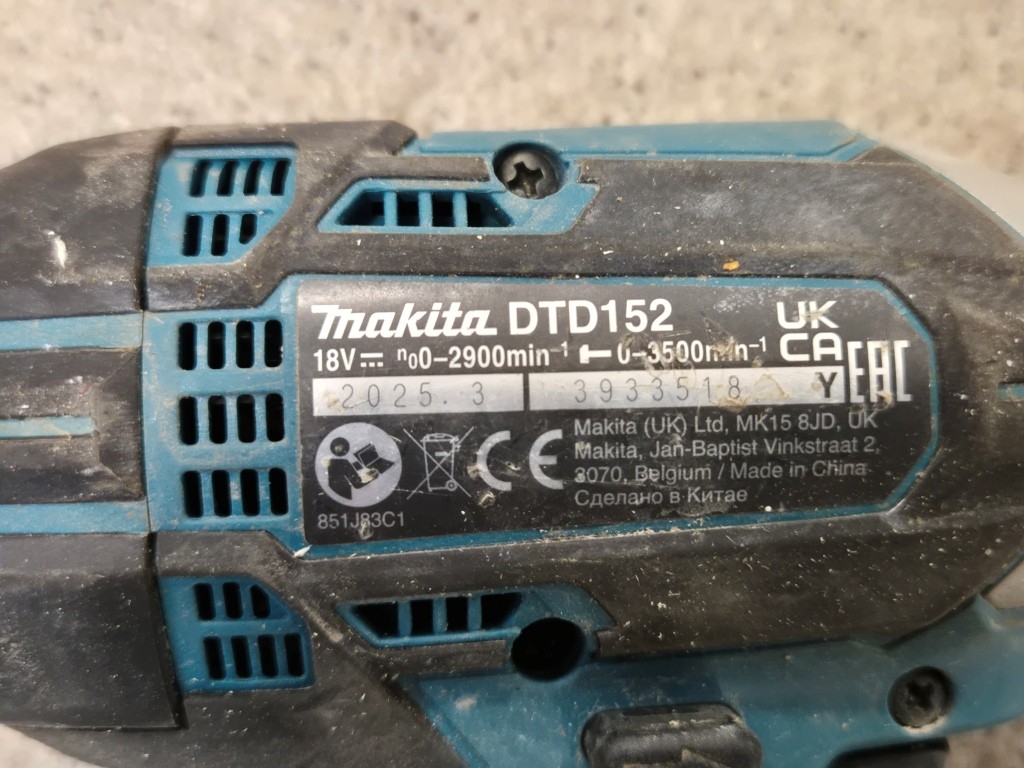 makita DTD152
18V⎓ n₀0-2900min⁻¹ 0-3500min⁻¹
UK
CA
EAC
2025.3 3933518 Y
Makita (UK) Ltd, MK15 8JD, UK
Makita, Jan-Baptist Vinkstraat 2,
3070, Belgium / Made in China
Сделано в Китае
CE
851J83C1